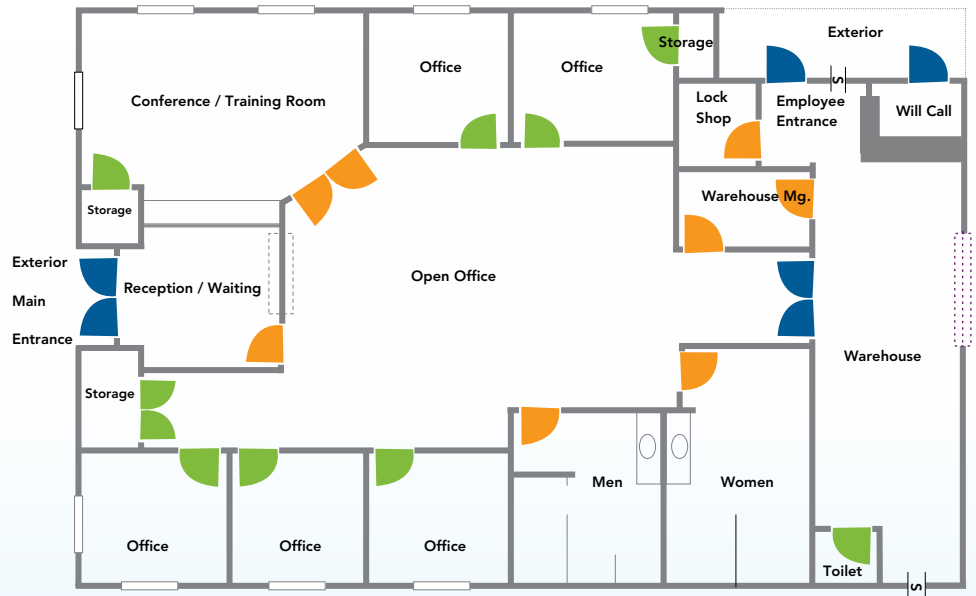 Exterior
Storage
Office
Office
Conference / Training Room
Lock
Shop
Employee
Entrance
Will Call
Warehouse Mg.
Storage
Exterior
Main
Entrance
Reception / Waiting
Open Office
Warehouse
Storage
Men
Women
Office
Office
Office
Toilet
S
S